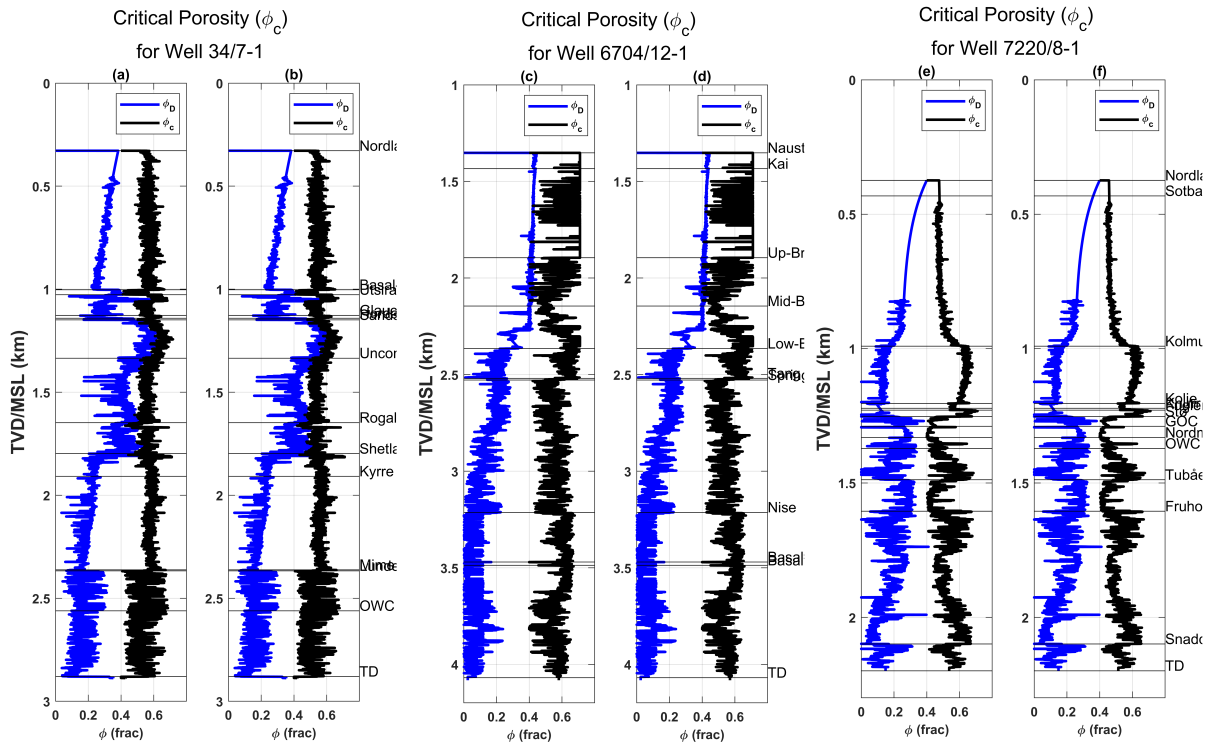 Critical Porosity (ϕc)
for Well 34/7-1
(a)
(b)
ϕD
ϕc
ϕD
ϕc
TVD/MSL (km)
0
0.5
1
1.5
2
2.5
3
0
0.5
1
1.5
2
2.5
3
Nordla
Basal
Utsira
Uncor
Rogal
Shetla
Kyrre
OWC
TD
0 0.2 0.4 0.6
0 0.2 0.4 0.6
ϕ (frac)
ϕ (frac)
Critical Porosity (ϕc)
for Well 6704/12-1
(c)
(d)
ϕD
ϕc
ϕD
ϕc
TVD/MSL (km)
1
1.5
2
2.5
3
3.5
4
1
1.5
2
2.5
3
3.5
4
Naust
Kai
Up-Br
Mid-B
Low-B
Nise
Basal
Basal
TD
0 0.2 0.4 0.6
0 0.2 0.4 0.6
ϕ (frac)
ϕ (frac)
Critical Porosity (ϕc)
for Well 7220/8-1
(e)
(f)
ϕD
ϕc
ϕD
ϕc
TVD/MSL (km)
0
0.5
1
1.5
2
0
0.5
1
1.5
2
Nordla
Sotba
Kolmu
Kolje
Stø
GOC
Nordm
OWC
Tubåe
Fruho
Snadd
TD
0 0.2 0.4 0.6
0 0.2 0.4 0.6
ϕ (frac)
ϕ (frac)